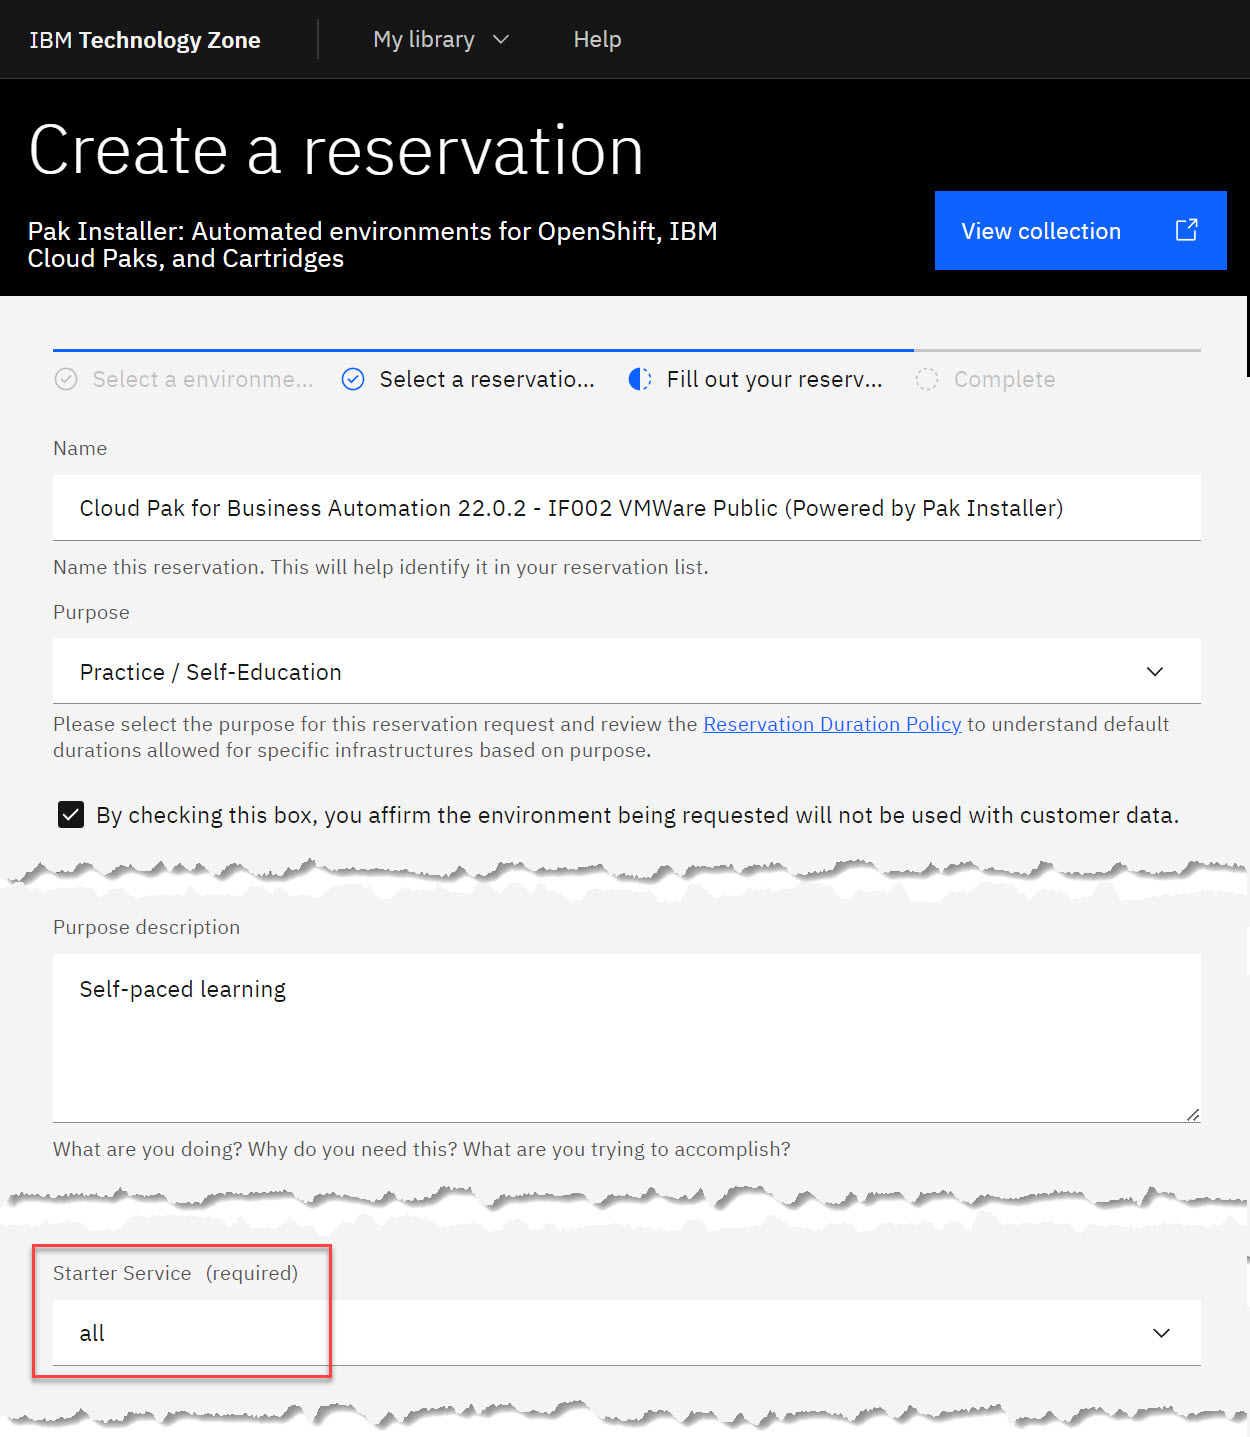 IBM Technology Zone
My library
Help
Create a reservation
Pak Installer: Automated environments for OpenShift, IBM
Cloud Paks, and Cartridges
View collection
Select a environme...
Select a reservatio...
Fill out your reserv...
Complete
Name
Cloud Pak for Business Automation 22.0.2 - IF002 VMWare Public (Powered by Pak Installer)
Name this reservation. This will help identify it in your reservation list.
Purpose
Practice / Self-Education
Please select the purpose for this reservation request and review the Reservation Duration Policy to understand default
durations allowed for specific infrastructures based on purpose.
By checking this box, you affirm the environment being requested will not be used with customer data.
Purpose description
Self-paced learning
What are you doing? Why do you need this? What are you trying to accomplish?
Starter Service (required)
all